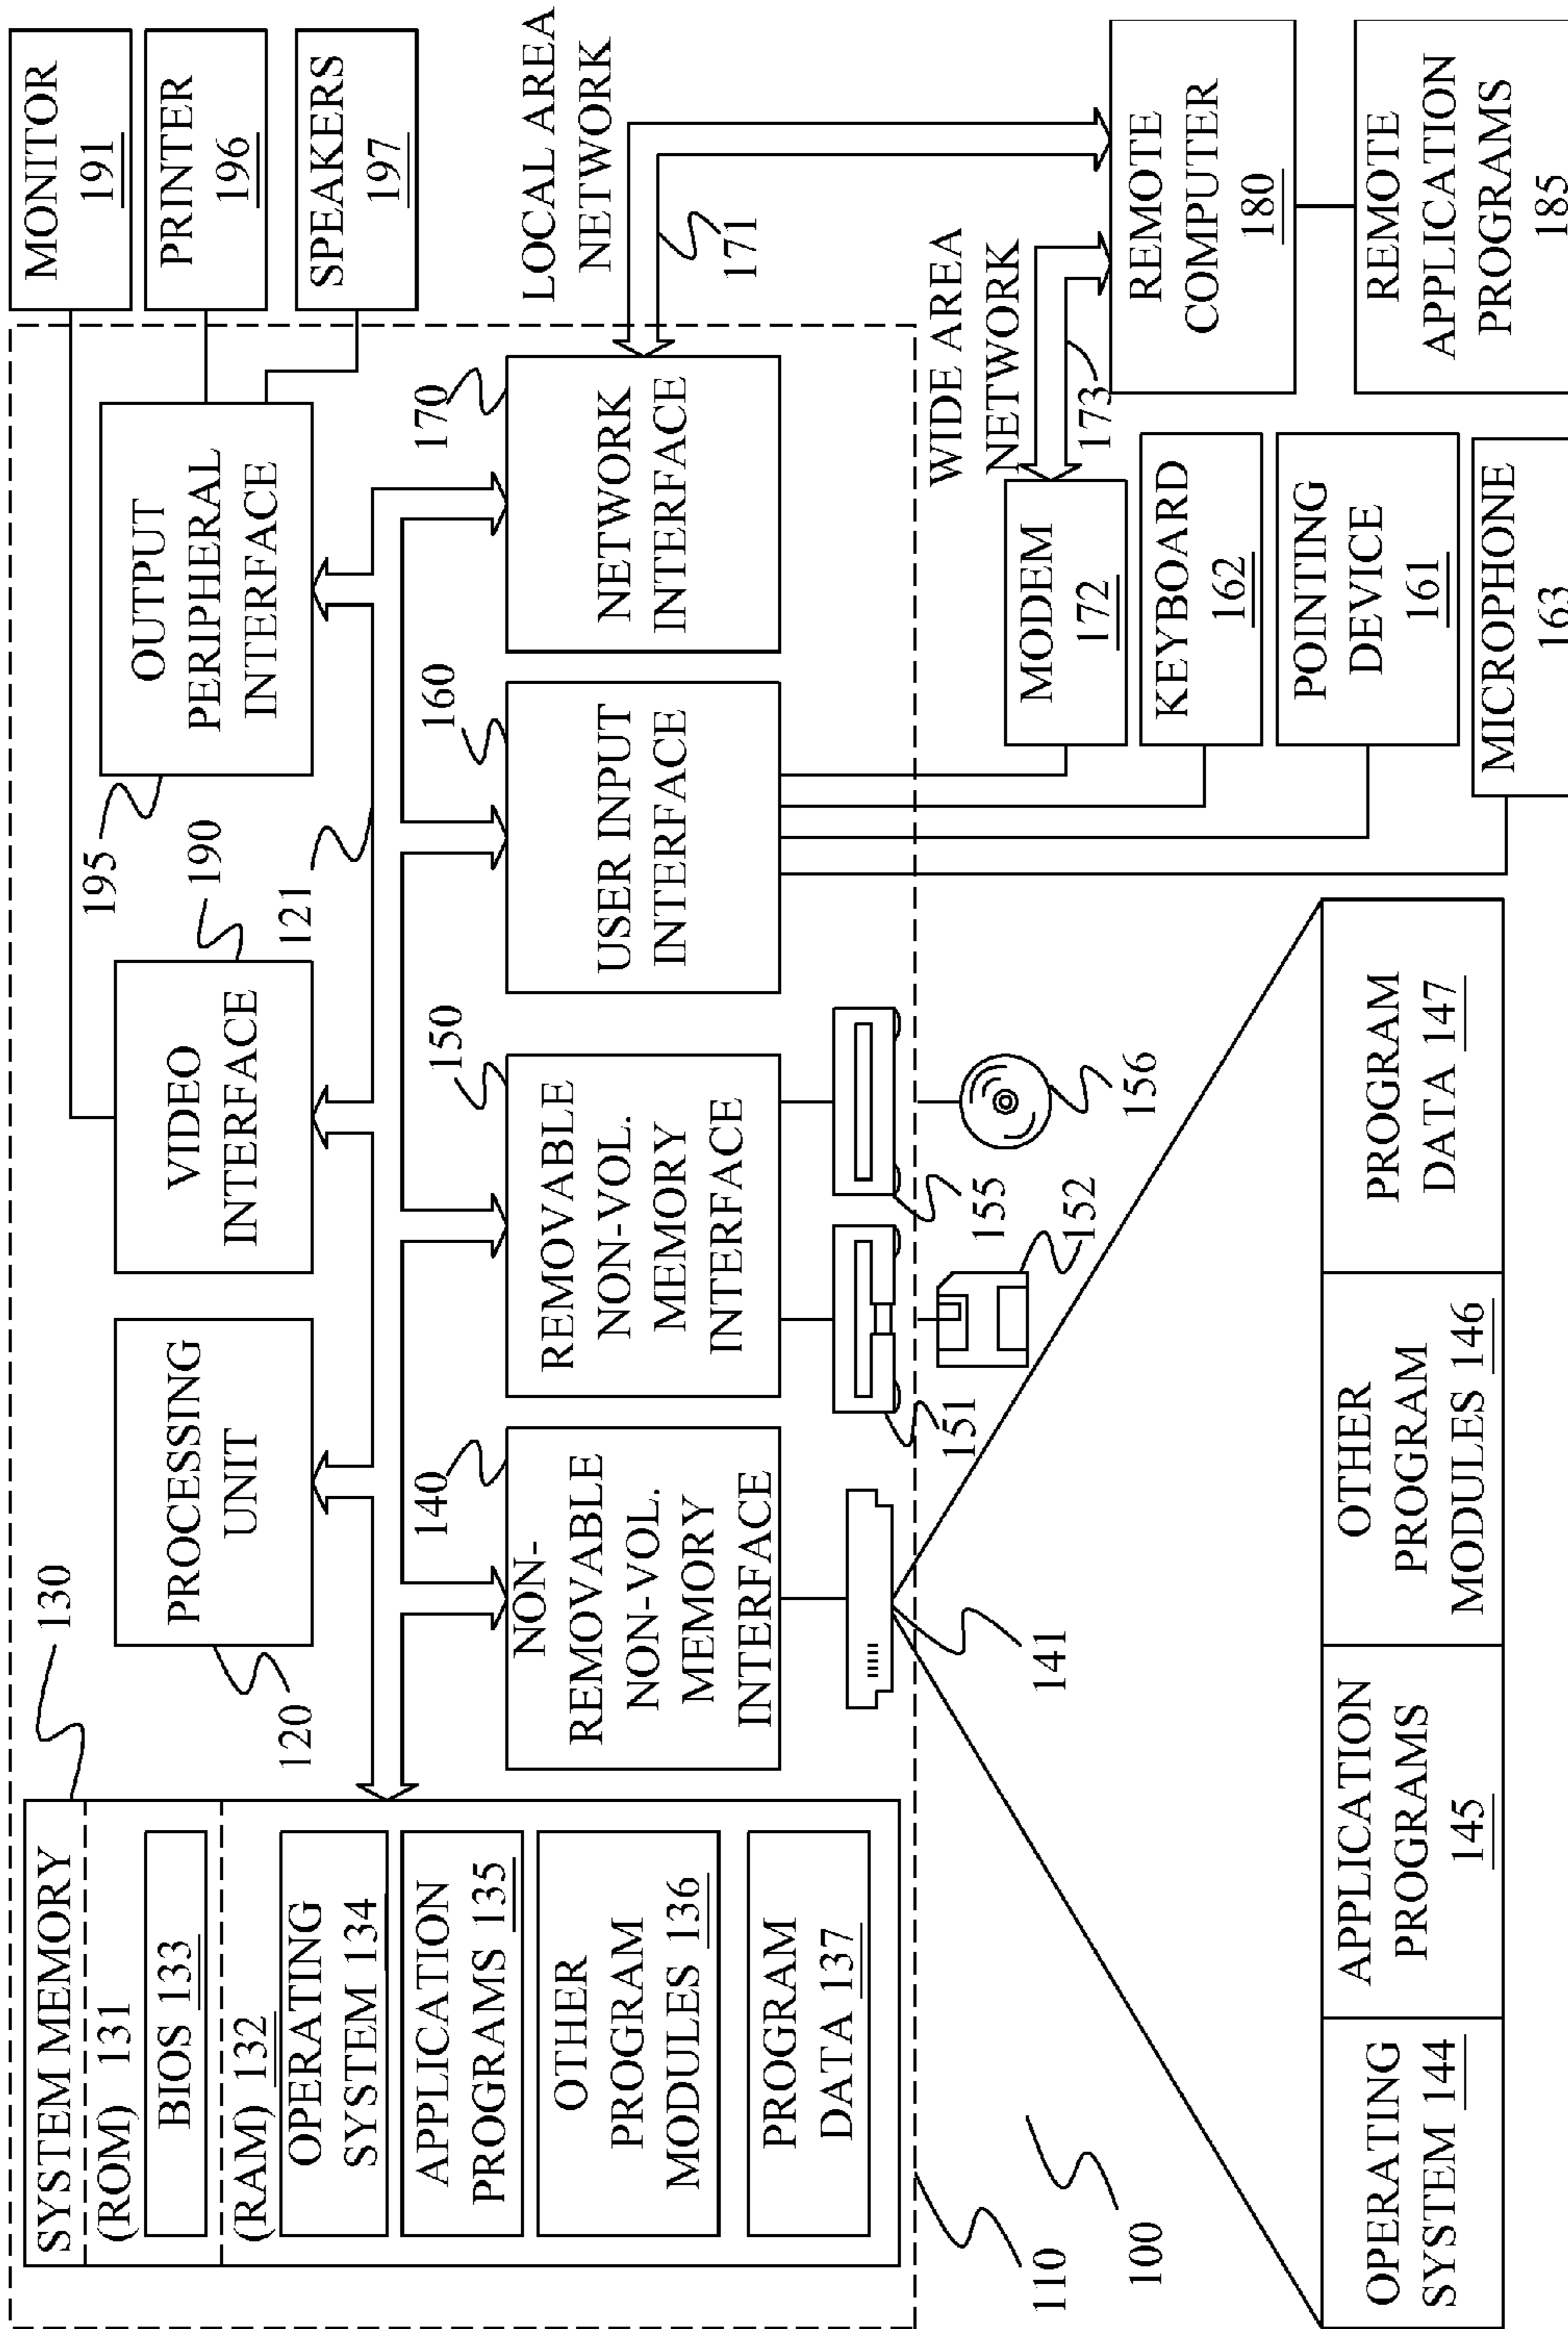 SYSTEM MEMORY
(ROM) 131
BIOS 133
(RAM) 132
OPERATING
SYSTEM 134
APPLICATION
PROGRAMS 135
OTHER
PROGRAM
MODULES 136
PROGRAM
DATA 137
130
PROCESSING
UNIT
120
VIDEO
INTERFACE
190
OUTPUT
PERIPHERAL
INTERFACE
195
121
MONITOR
191
PRINTER
196
SPEAKERS
197
NON-
REMOVABLE
NON-VOL.
MEMORY
INTERFACE
140
REMOVABLE
NON-VOL.
MEMORY
INTERFACE
150
USER INPUT
INTERFACE
160
NETWORK
INTERFACE
170
LOCAL AREA
NETWORK
171
141
151
152
155
156
110
100
WIDE AREA
NETWORK
173
MODEM
172
KEYBOARD
162
POINTING
DEVICE
161
MICROPHONE
163
REMOTE
COMPUTER
180
REMOTE
APPLICATION
PROGRAMS
185
OPERATING
SYSTEM 144
APPLICATION
PROGRAMS
145
OTHER
PROGRAM
MODULES 146
PROGRAM
DATA 147